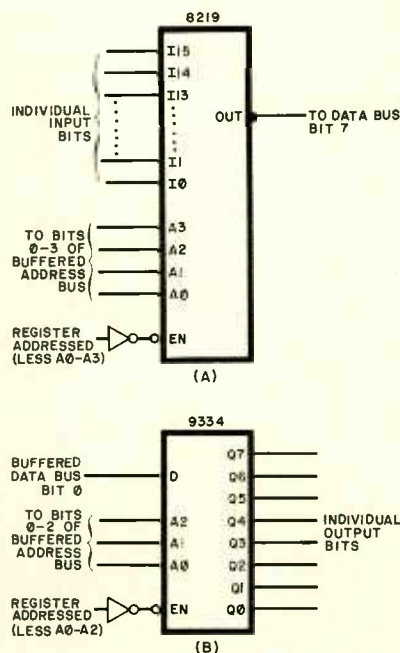 8219
I15
I14
I13
INDIVIDUAL
INPUT
BITS
OUT
TO DATA BUS
BIT 7
I1
I0
TO BITS
0-3 OF
BUFFERED
ADDRESS
BUS
A3
A2
A1
A0
REGISTER
ADDRESSED
(LESS A0-A3)
EN
(A)
9334
BUFFERED
DATA BUS
BIT 0
D
TO BITS
0-2 OF
BUFFERED
ADDRESS
BUS
A2
A1
A0
Q7
Q6
Q5
Q4
Q3
Q2
Q1
Q0
INDIVIDUAL
OUTPUT
BITS
REGISTER
ADDRESSED
(LESS A0-A2)
EN
(B)